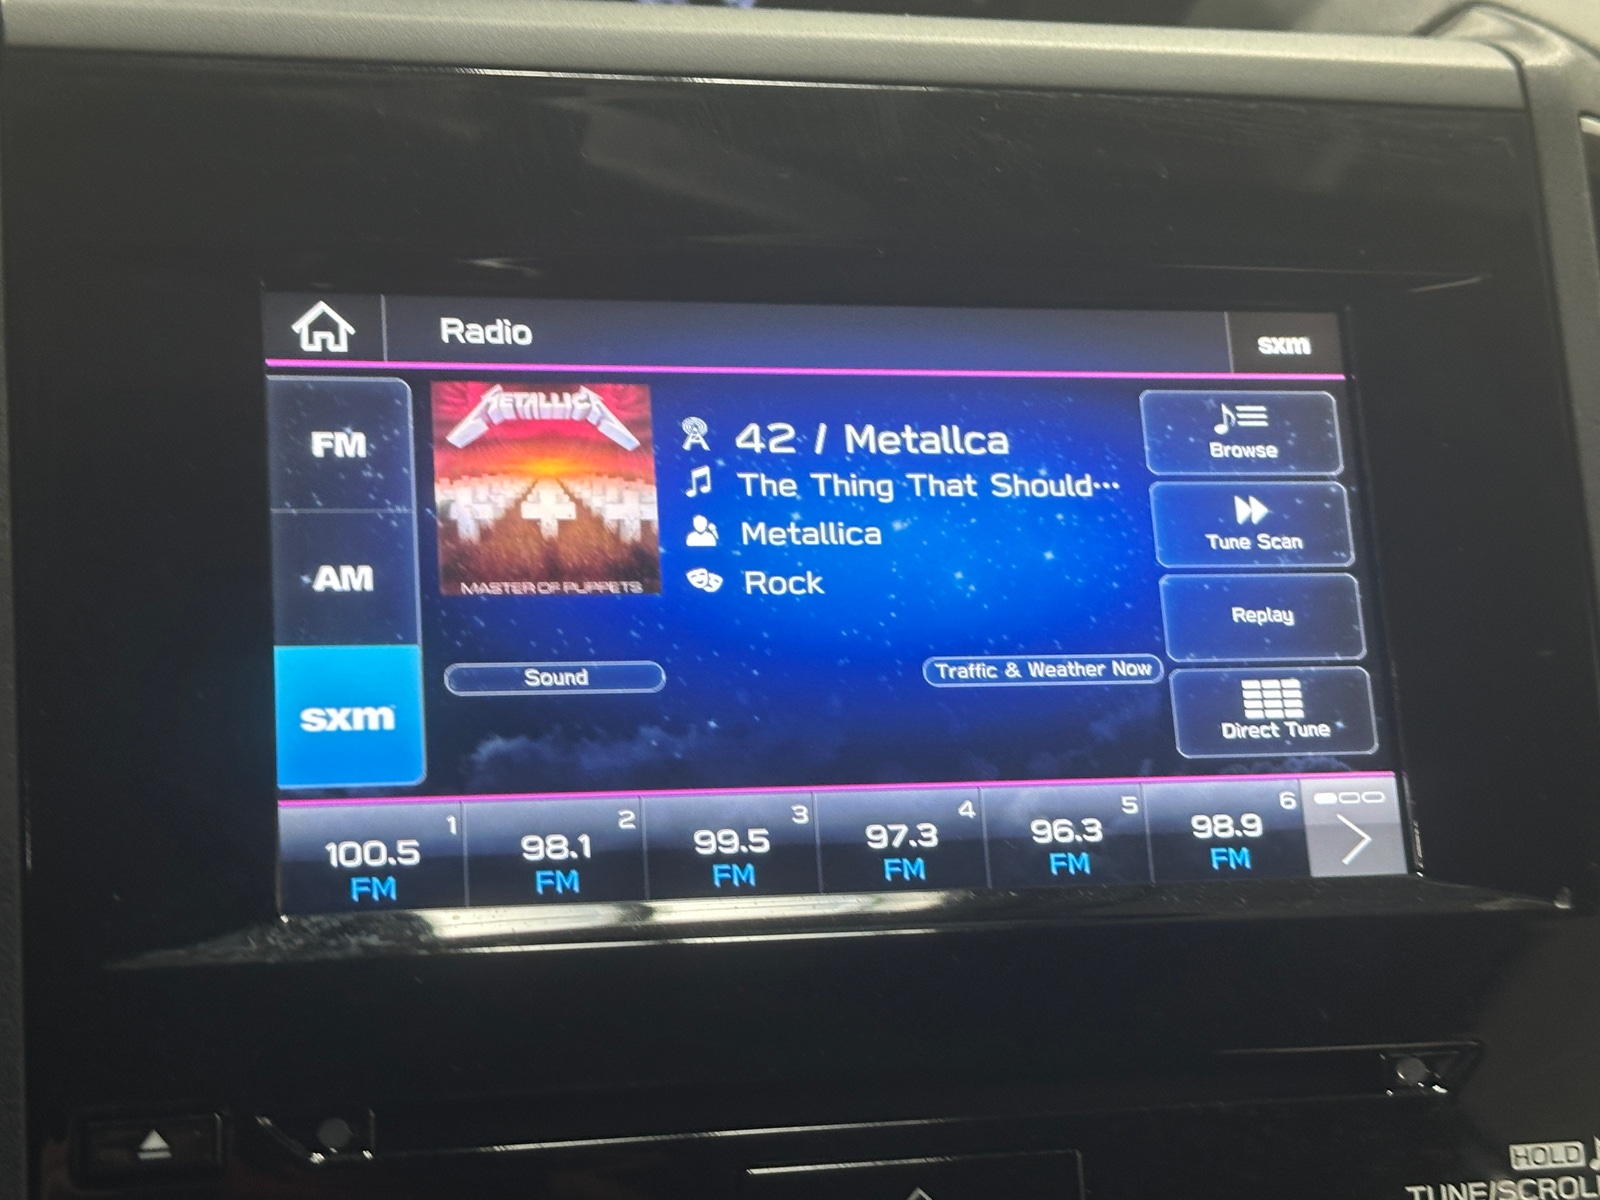 Radio
sxm
FM
AM
sxm
METALLICA
MASTER OF PUPPETS
42 / Metallca
The Thing That Should…
Metallica
Rock
Sound
Traffic & Weather Now
Browse
Tune Scan
Replay
Direct Tune
1
100.5
FM
2
98.1
FM
3
99.5
FM
4
97.3
FM
5
96.3
FM
6
98.9
FM
HOLD
TUNE/SCROLL